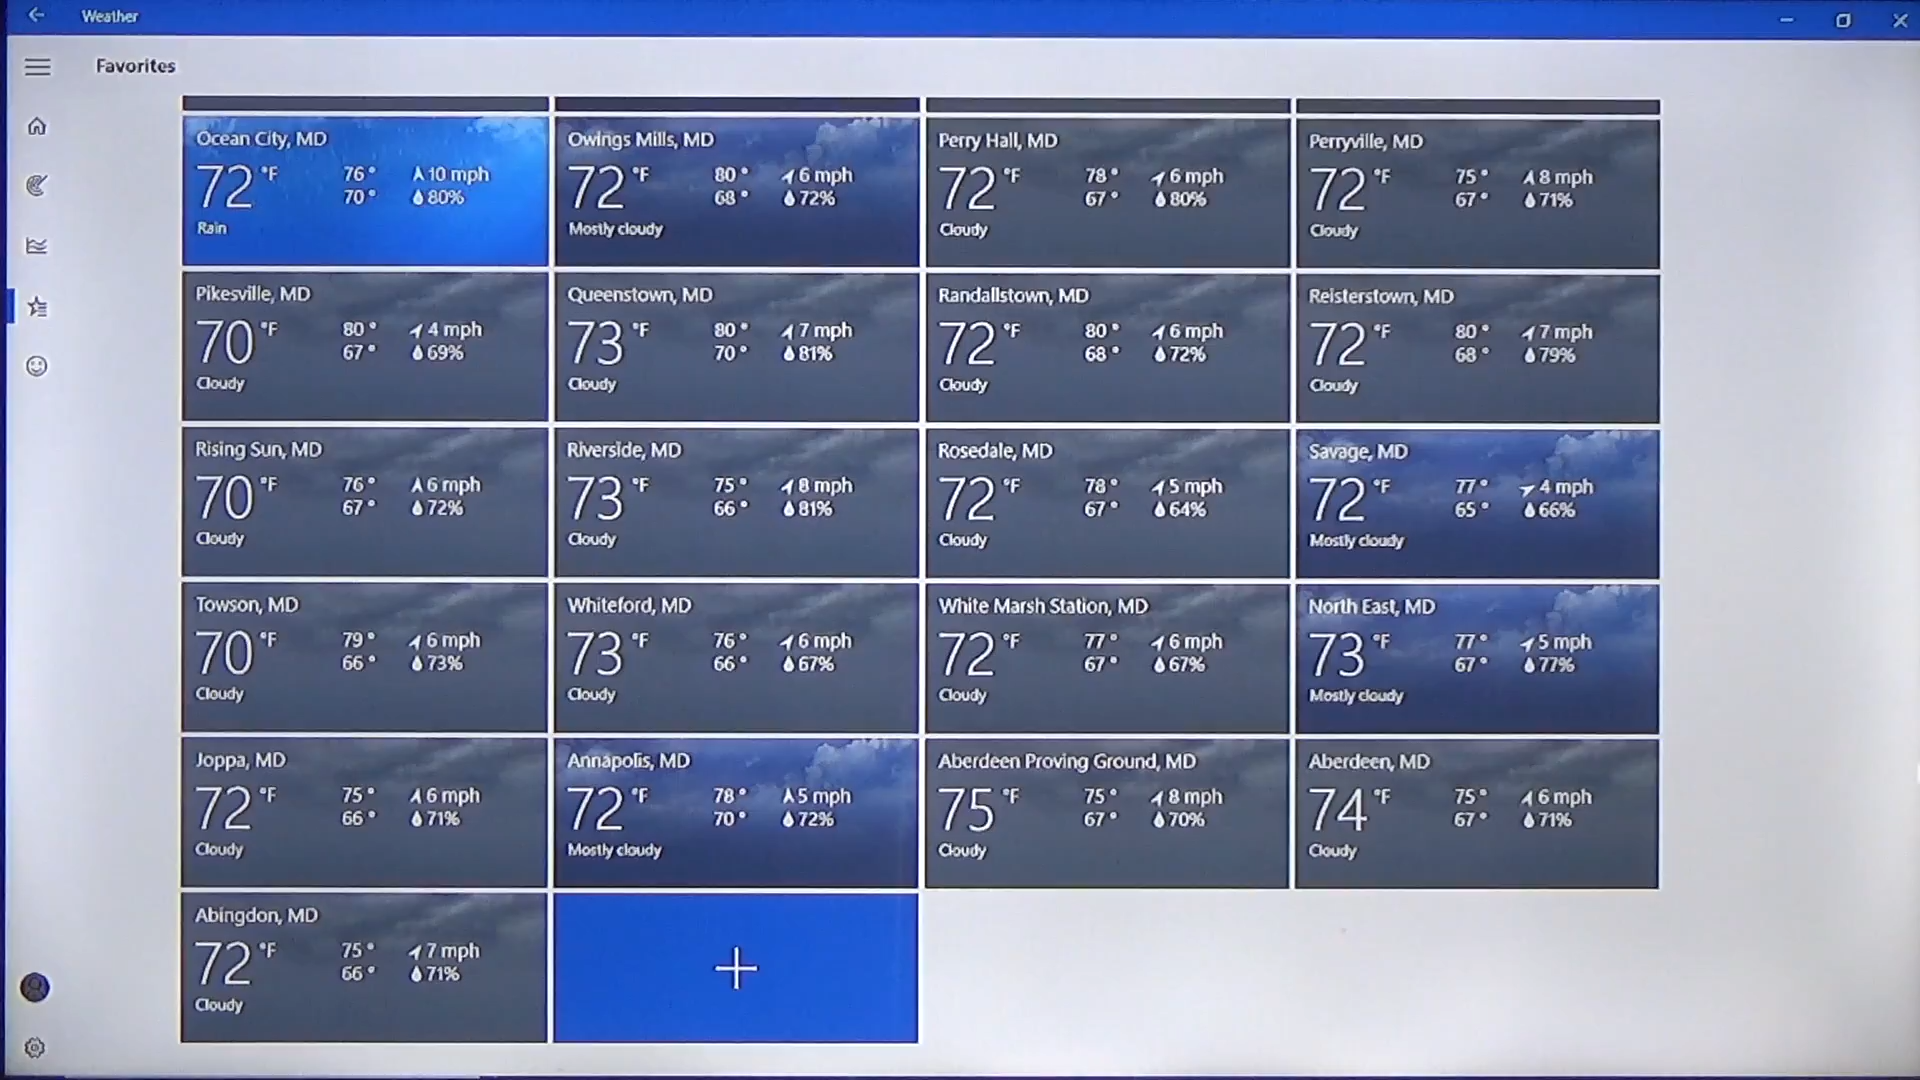 Weather
Favorites
Ocean City, MD
72 °F 76° 10 mph
70° 80%
Rain
Owings Mills, MD
72 °F 80° 6 mph
68° 72%
Mostly cloudy
Perry Hall, MD
72 °F 78° 6 mph
67° 80%
Cloudy
Perryville, MD
72 °F 75° 8 mph
67° 71%
Cloudy
Pikesville, MD
70 °F 80° 4 mph
67° 69%
Cloudy
Queenstown, MD
73 °F 80° 7 mph
70° 81%
Cloudy
Randallstown, MD
72 °F 80° 6 mph
68° 72%
Cloudy
Reisterstown, MD
72 °F 80° 7 mph
68° 79%
Cloudy
Rising Sun, MD
70 °F 76° 6 mph
67° 72%
Cloudy
Riverside, MD
73 °F 75° 8 mph
66° 81%
Cloudy
Rosedale, MD
72 °F 78° 5 mph
67° 64%
Cloudy
Savage, MD
72 °F 77° 4 mph
65° 66%
Mostly cloudy
Towson, MD
70 °F 79° 6 mph
66° 73%
Cloudy
Whiteford, MD
73 °F 76° 6 mph
66° 67%
Cloudy
White Marsh Station, MD
72 °F 77° 6 mph
67° 67%
Cloudy
North East, MD
73 °F 77° 5 mph
67° 77%
Mostly cloudy
Joppa, MD
72 °F 75° 6 mph
66° 71%
Cloudy
Annapolis, MD
72 °F 78° 5 mph
70° 72%
Mostly cloudy
Aberdeen Proving Ground, MD
75 °F 75° 8 mph
67° 70%
Cloudy
Aberdeen, MD
74 °F 75° 6 mph
67° 71%
Cloudy
Abingdon, MD
72 °F 75° 7 mph
66° 71%
Cloudy